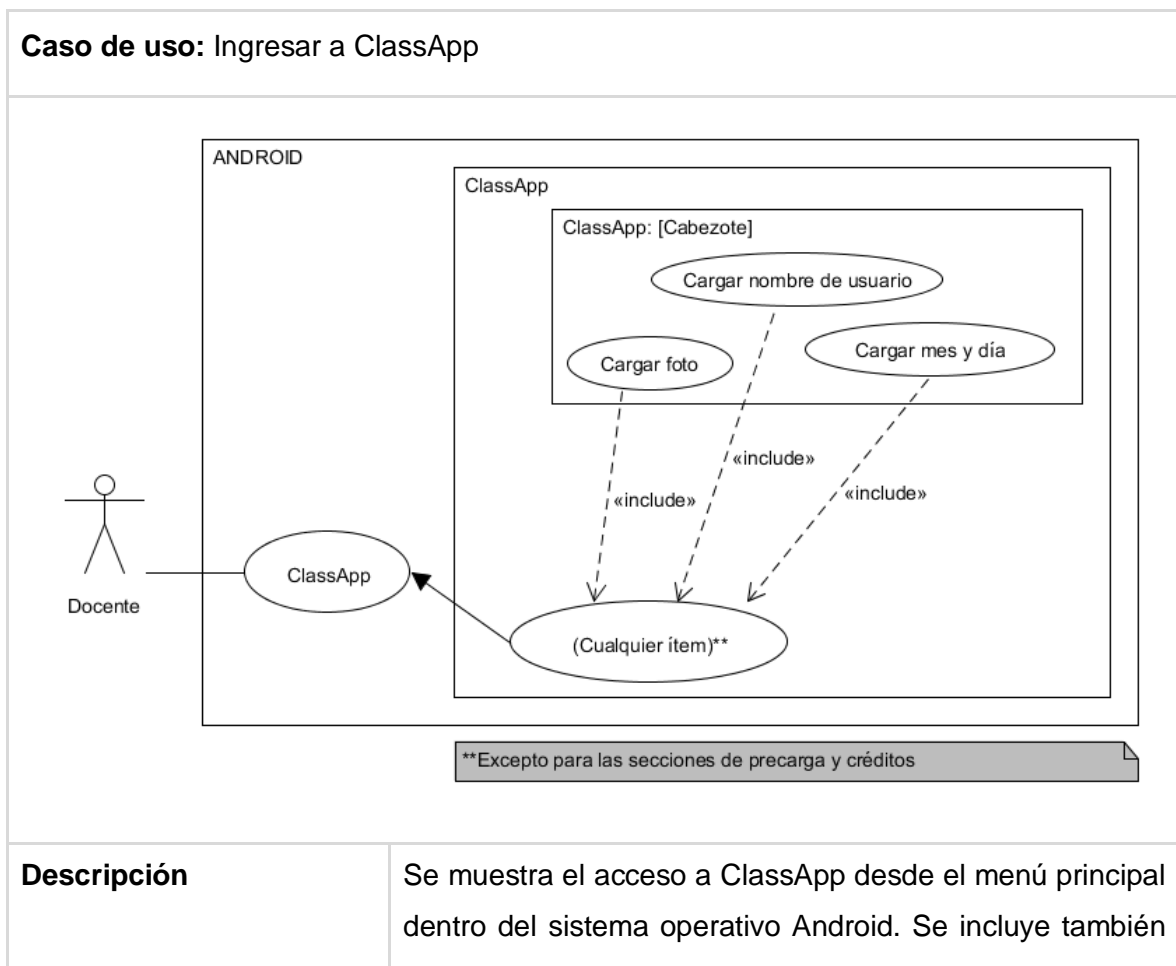 Caso de uso: Ingresar a ClassApp
ANDROID
ClassApp
ClassApp: [Cabezote]
Cargar nombre de usuario
Cargar mes y día
Cargar foto
«include»
«include»
«include»
ClassApp
Docente
(Cualquier ítem)**
**Excepto para las secciones de precarga y créditos
Descripción
Se muestra el acceso a ClassApp desde el menú principal
dentro del sistema operativo Android. Se incluye también